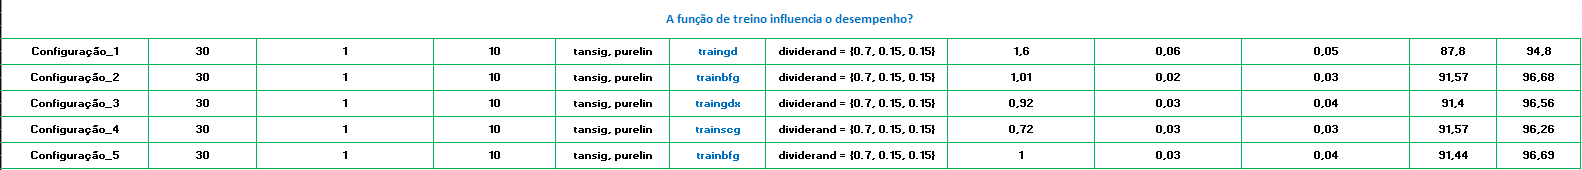 A função de treino influencia o desempenho?
Configuração_1 30 1 10 tansig, purelin traingd dividerand = {0.7, 0.15, 0.15} 1,6 0,06 0,05 87,8 94,8
Configuração_2 30 1 10 tansig, purelin trainbfg dividerand = {0.7, 0.15, 0.15} 1,01 0,02 0,03 91,57 96,68
Configuração_3 30 1 10 tansig, purelin traingdx dividerand = {0.7, 0.15, 0.15} 0,92 0,03 0,04 91,4 96,56
Configuração_4 30 1 10 tansig, purelin trainscg dividerand = {0.7, 0.15, 0.15} 0,72 0,03 0,03 91,57 96,26
Configuração_5 30 1 10 tansig, purelin trainbfg dividerand = {0.7, 0.15, 0.15} 1 0,03 0,04 91,44 96,69